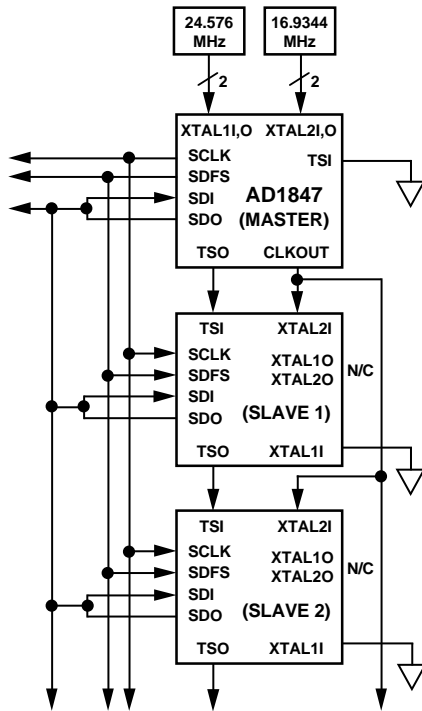 24.576
MHz
16.9344
MHz
2
2
XTAL1I,O XTAL2I,O
SCLK
TSI
SDFS
SDI
AD1847
SDO
(MASTER)
TSO
CLKOUT
TSI
XTAL2I
SCLK
XTAL1O
N/C
SDFS
XTAL2O
SDI
SDO
(SLAVE 1)
TSO
XTAL1I
TSI
XTAL2I
SCLK
XTAL1O
N/C
SDFS
XTAL2O
SDI
SDO
(SLAVE 2)
TSO
XTAL1I